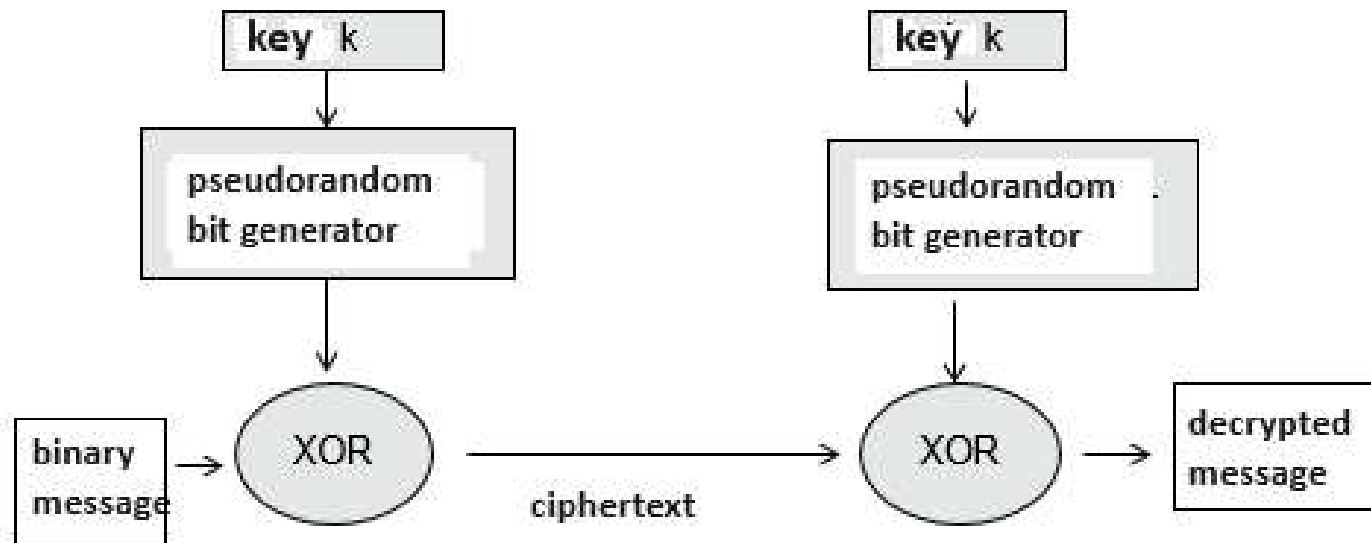 key k
key k
pseudorandom
bit generator
pseudorandom
bit generator
binary
message
XOR
ciphertext
XOR
decrypted
message